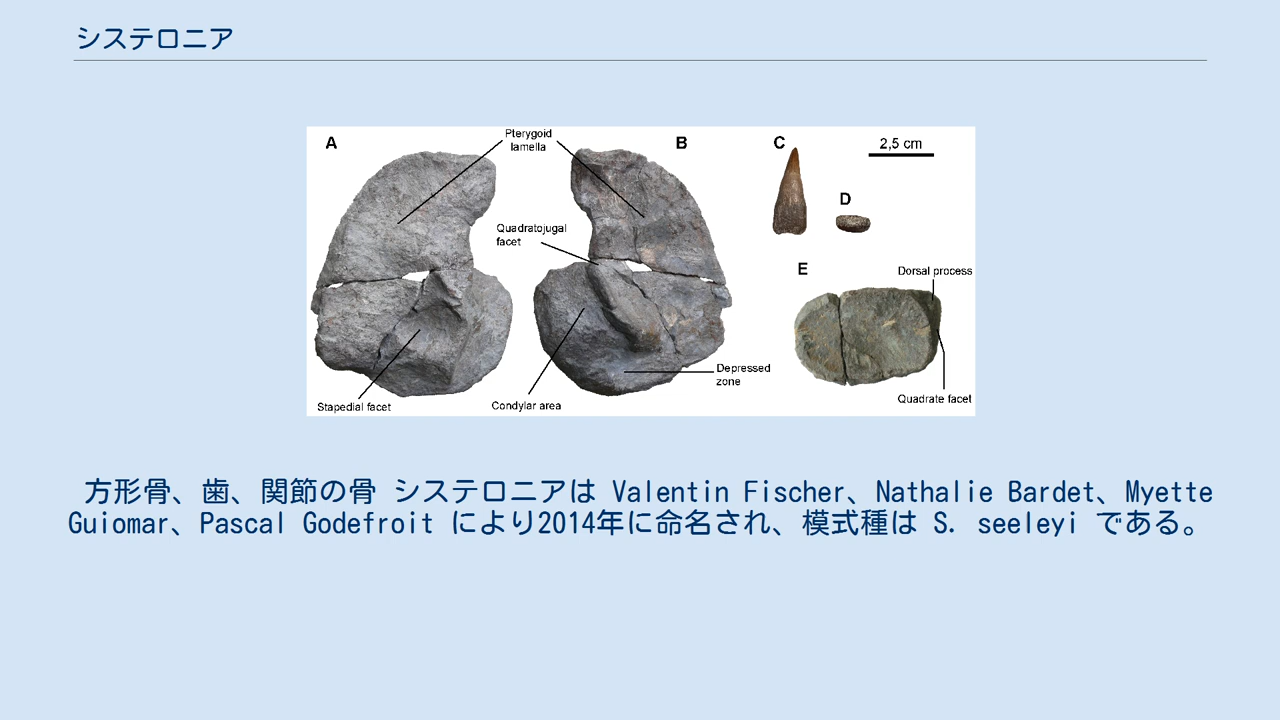 システロニア
A
Pterygoid
lamella
B
C
2,5 cm
D
Quadratojugal
facet
E
Dorsal process
Depressed
zone
Stapedial facet
Condylar area
Quadrate facet
方形骨、歯、関節の骨 システロニアは Valentin Fischer、Nathalie Bardet、Myette
Guiomar、Pascal Godefroit により2014年に命名され、模式種は S. seeleyi である。